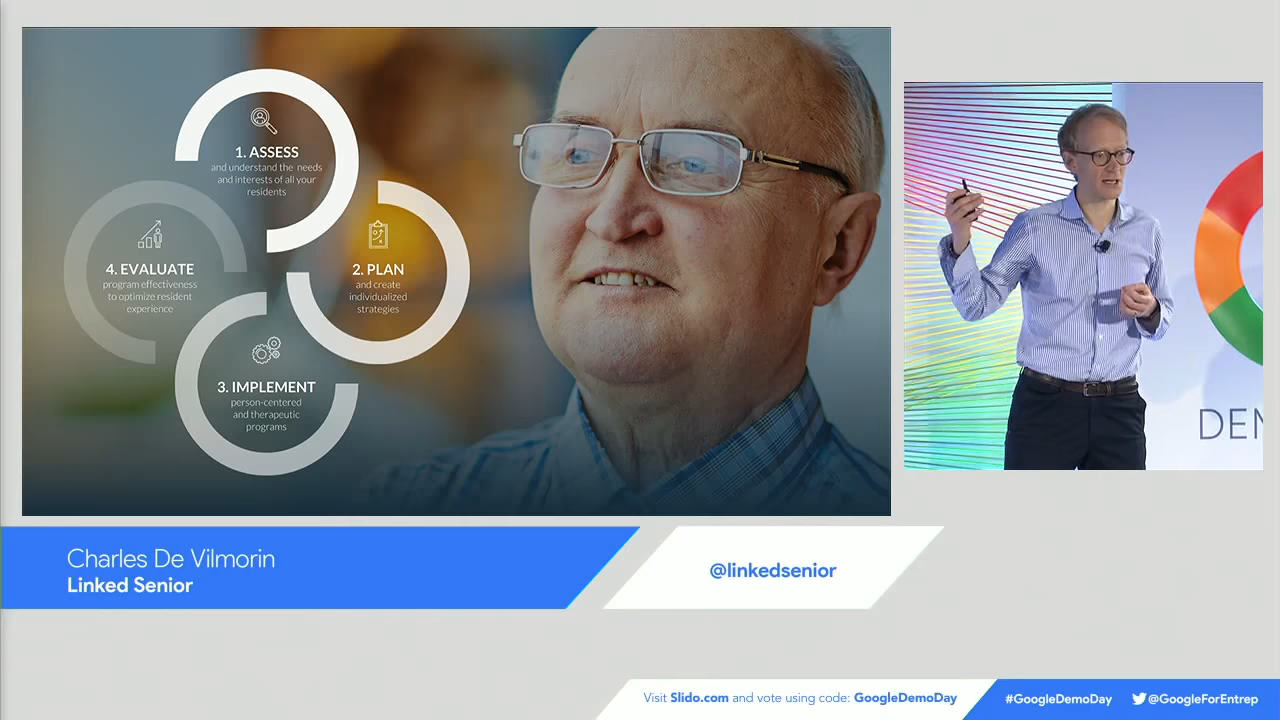 1. ASSESS
and understand the needs
and interests of all your
residents
2. PLAN
and create
individualized
strategies
3. IMPLEMENT
person-centered
and therapeutic
programs
4. EVALUATE
program effectiveness
to optimize resident
experience
DEM
Charles De Vilmorin
Linked Senior
@linkedsenior
Visit Slido.com and vote using code: GoogleDemoDay
#GoogleDemoDay
@GoogleForEntrep